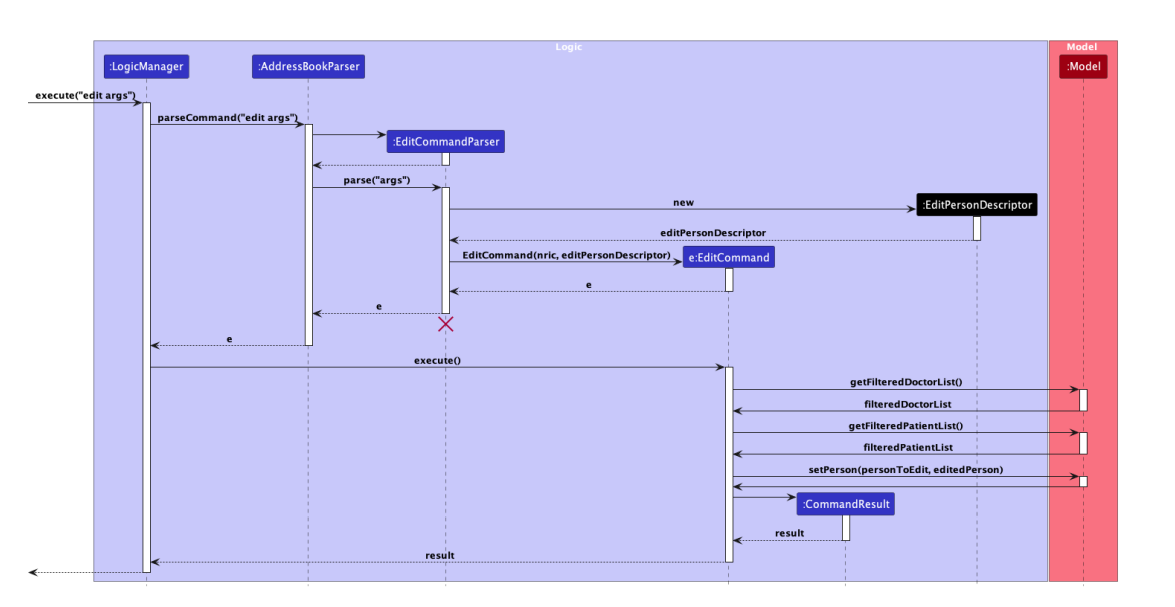 Logic
Model
:LogicManager
:AddressBookParser
:Model
execute("edit args")
parseCommand("edit args")
:EditCommandParser
parse("args")
new
:EditPersonDescriptor
editPersonDescriptor
EditCommand(nric, editPersonDescriptor)
e:EditCommand
e
e
e
execute()
getFilteredDoctorList()
filteredDoctorList
getFilteredPatientList()
filteredPatientList
setPerson(personToEdit, editedPerson)
:CommandResult
result
result